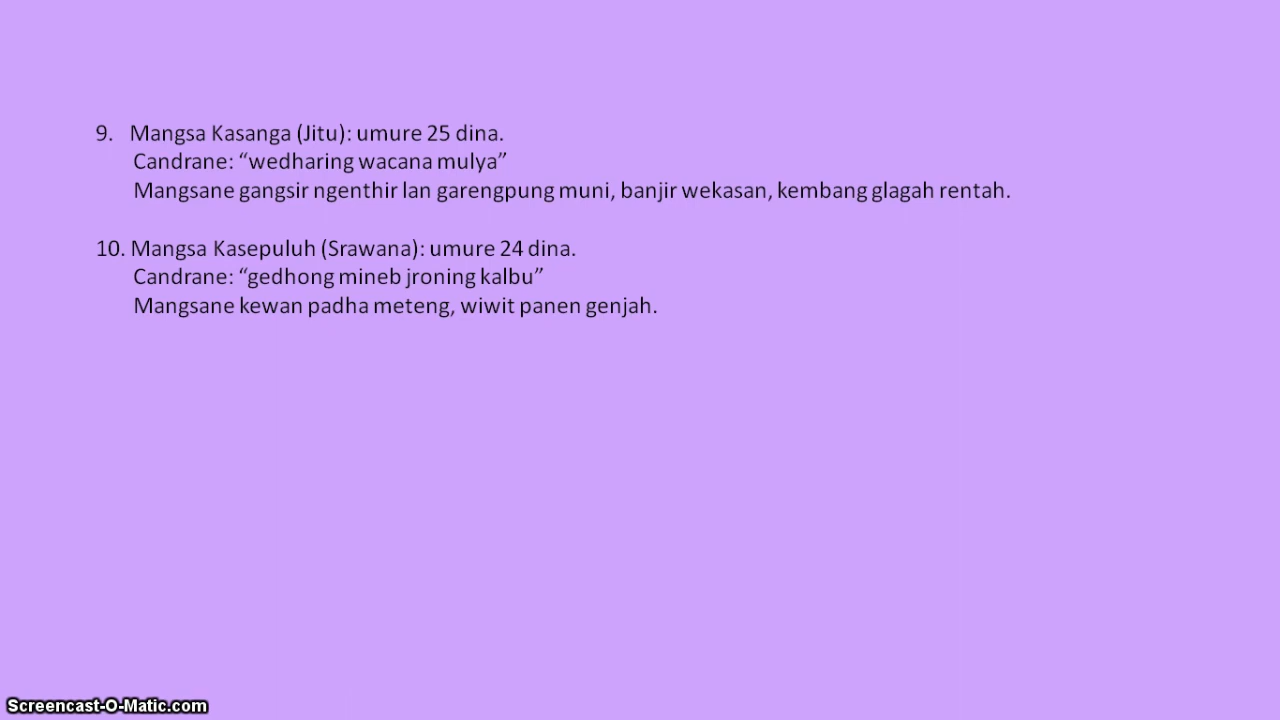 9. Mangsa Kasanga (Jitu): umure 25 dina.
Candrane: “wedharing wacana mulya”
Mangsane gangsir ngenthir lan garengpung muni, banjir wekasan, kembang glagah rentah.
10. Mangsa Kasepuluh (Srawana): umure 24 dina.
Candrane: “gedhong mineb jroning kalbu”
Mangsane kewan padha meteng, wiwit panen genjah.
Screencast-O-Matic.com